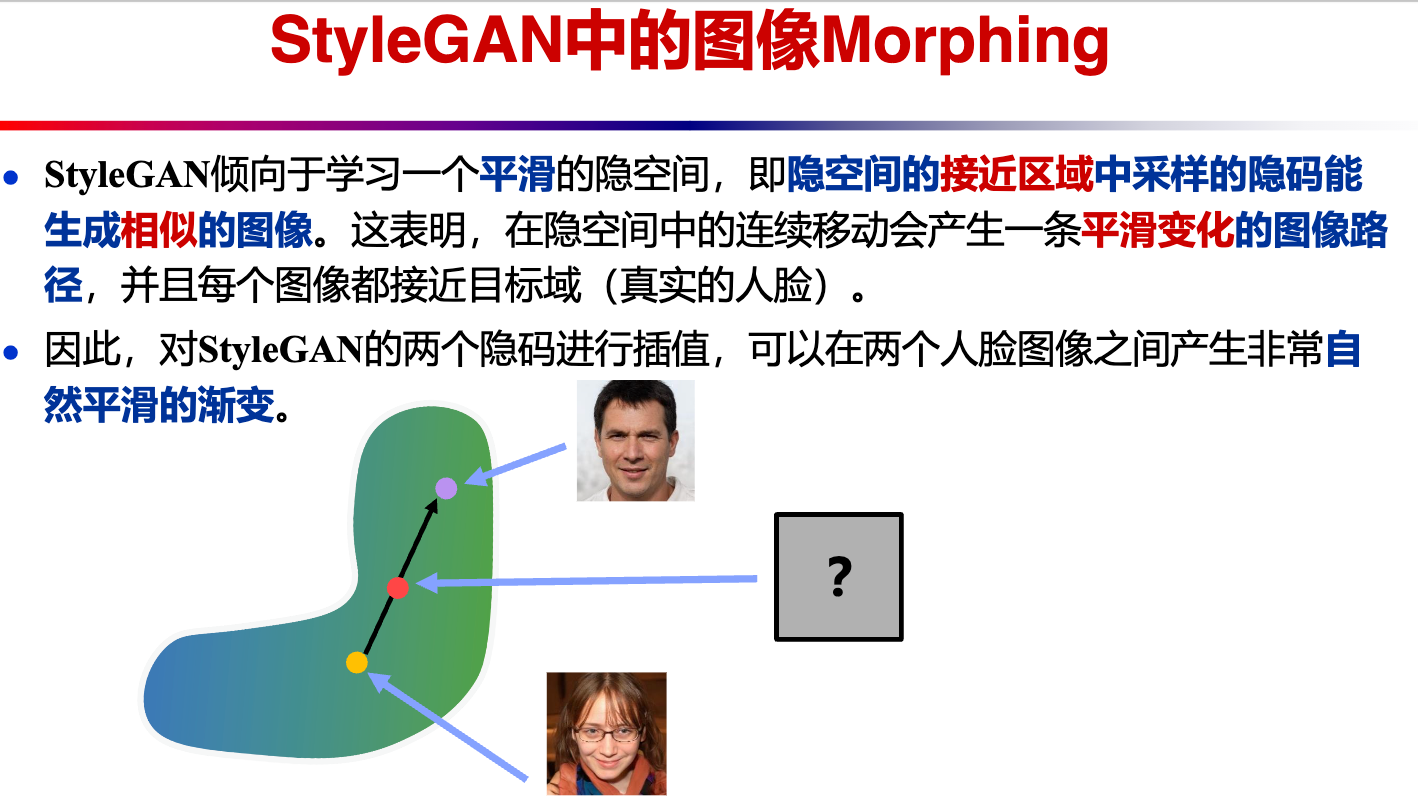 StyleGAN中的图像Morphing
• StyleGAN倾向于学习一个平滑的隐空间，即隐空间的接近区域中采样的隐码能
生成相似的图像。这表明，在隐空间中的连续移动会产生一条平滑变化的图像路
径，并且每个图像都接近目标域（真实的人脸）。
• 因此，对StyleGAN的两个隐码进行插值，可以在两个人脸图像之间产生非常自
然平滑的渐变。
?